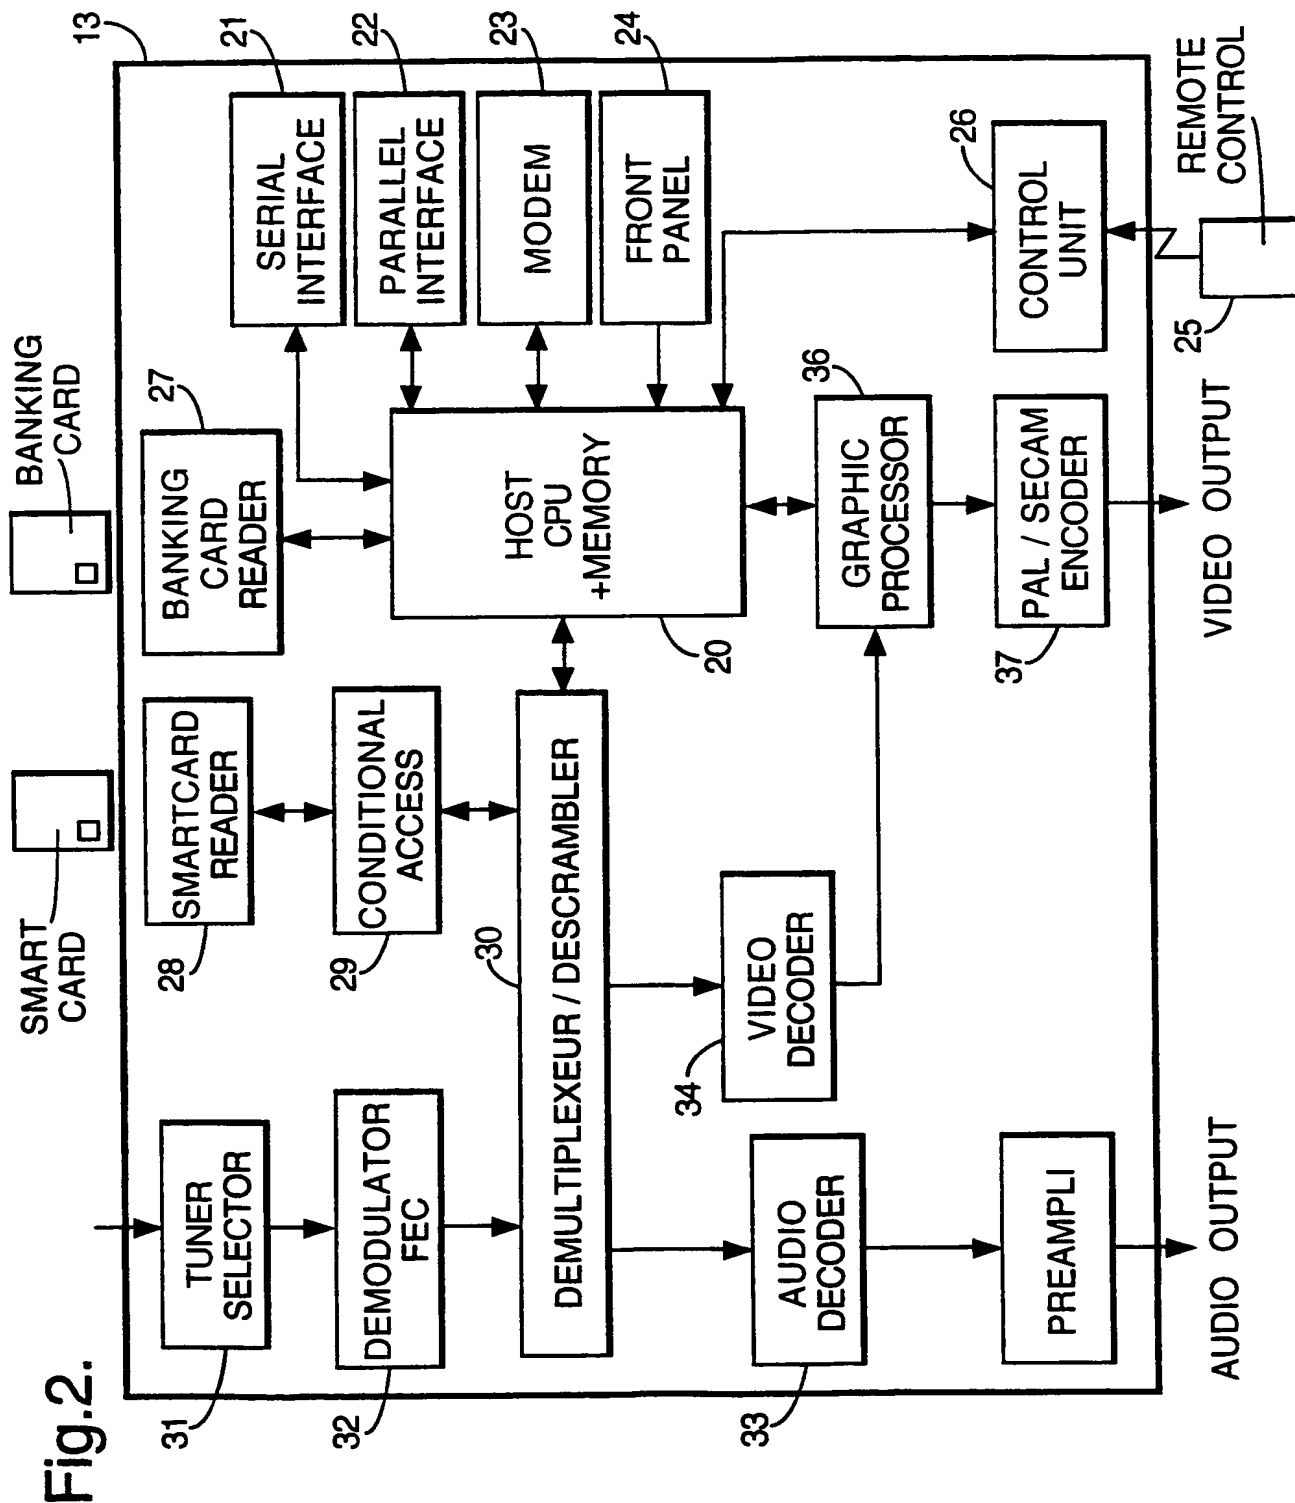 Fig.2.
SMART
CARD
BANKING
CARD
13
31
TUNER
SELECTOR
28
SMARTCARD
READER
27
BANKING
CARD
READER
21
SERIAL
INTERFACE
32
DEMODULATOR
FEC
29
CONDITIONAL
ACCESS
22
PARALLEL
INTERFACE
30
DEMULTIPLEXEUR / DESCRAMBLER
HOST
CPU
+MEMORY
20
23
MODEM
24
FRONT
PANEL
33
AUDIO
DECODER
34
VIDEO
DECODER
36
GRAPHIC
PROCESSOR
26
CONTROL
UNIT
PREAMPLI
37
PAL / SECAM
ENCODER
25
REMOTE
CONTROL
AUDIO OUTPUT
VIDEO OUTPUT